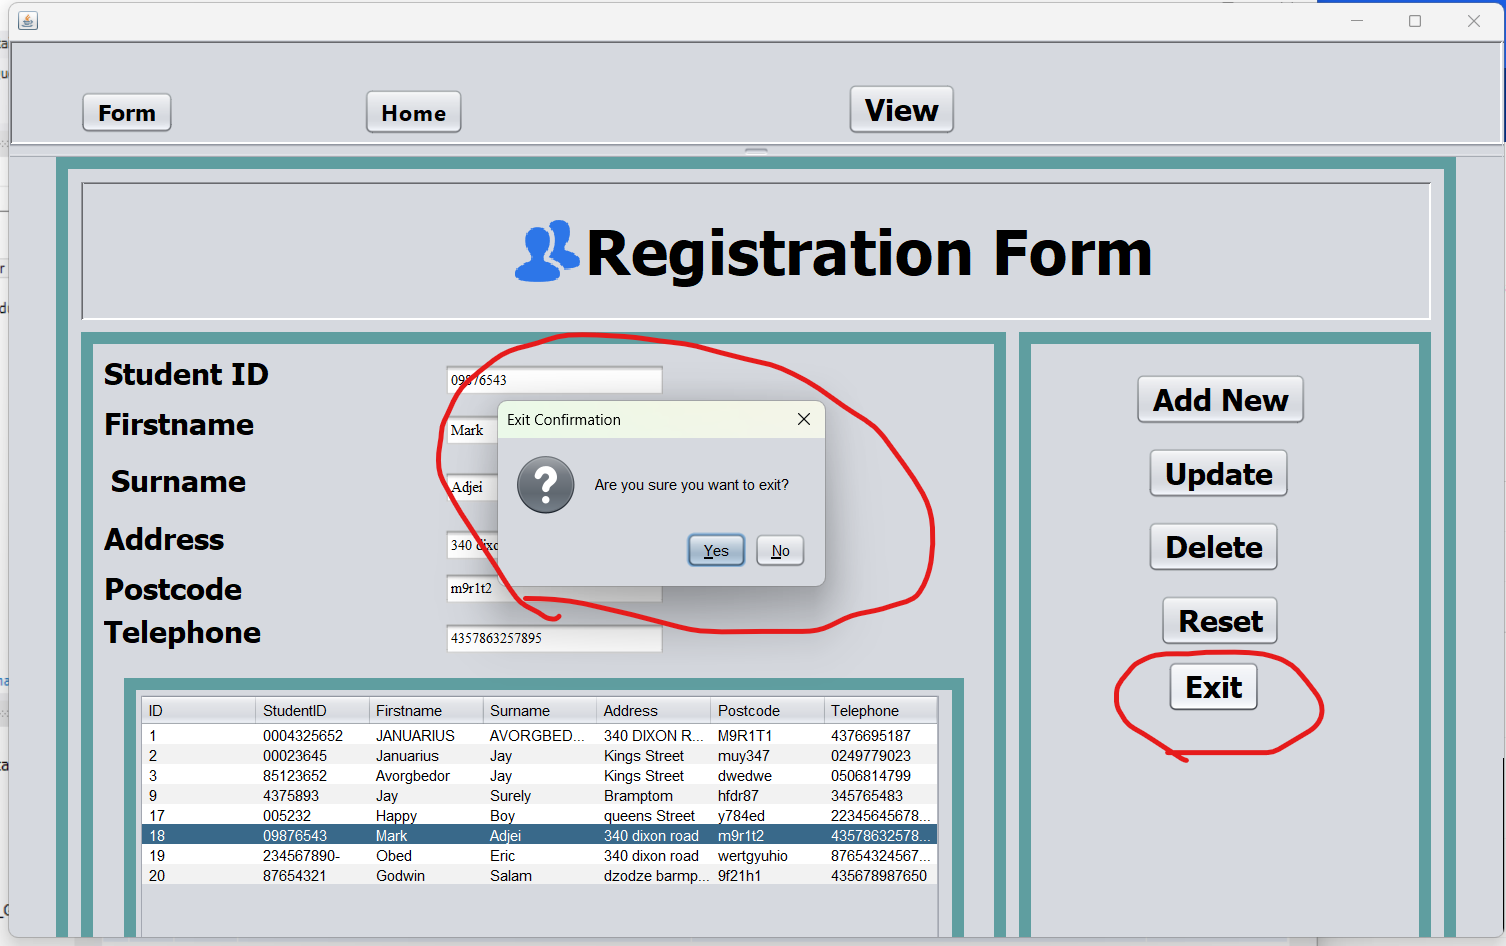 Form
Home
View
Registration Form
Student ID
09876543
Firstname
Mark
Surname
Adjei
Address
340 dixo
Postcode
m9r1t2
Telephone
4357863257895
Exit Confirmation
?
Are you sure you want to exit?
Yes
No
Add New
Update
Delete
Reset
Exit
ID StudentID Firstname Surname Address Postcode Telephone
1 0004325652 JANUARIUS AVORGBED... 340 DIXON R... M9R1T1 4376695187
2 00023645 Januarius Jay Kings Street muy347 0249779023
3 85123652 Avorgbedor Jay Kings Street dwedwe 0506814799
9 4375893 Jay Surely Bramptom hfdr87 345765483
17 005232 Happy Boy queens Street y784ed 22345645678...
18 09876543 Mark Adjei 340 dixon road m9r1t2 43578632578...
19 234567890- Obed Eric 340 dixon road wertgyuhio 87654324567...
20 87654321 Godwin Salam dzodze barmp... 9f21h1 435678987650